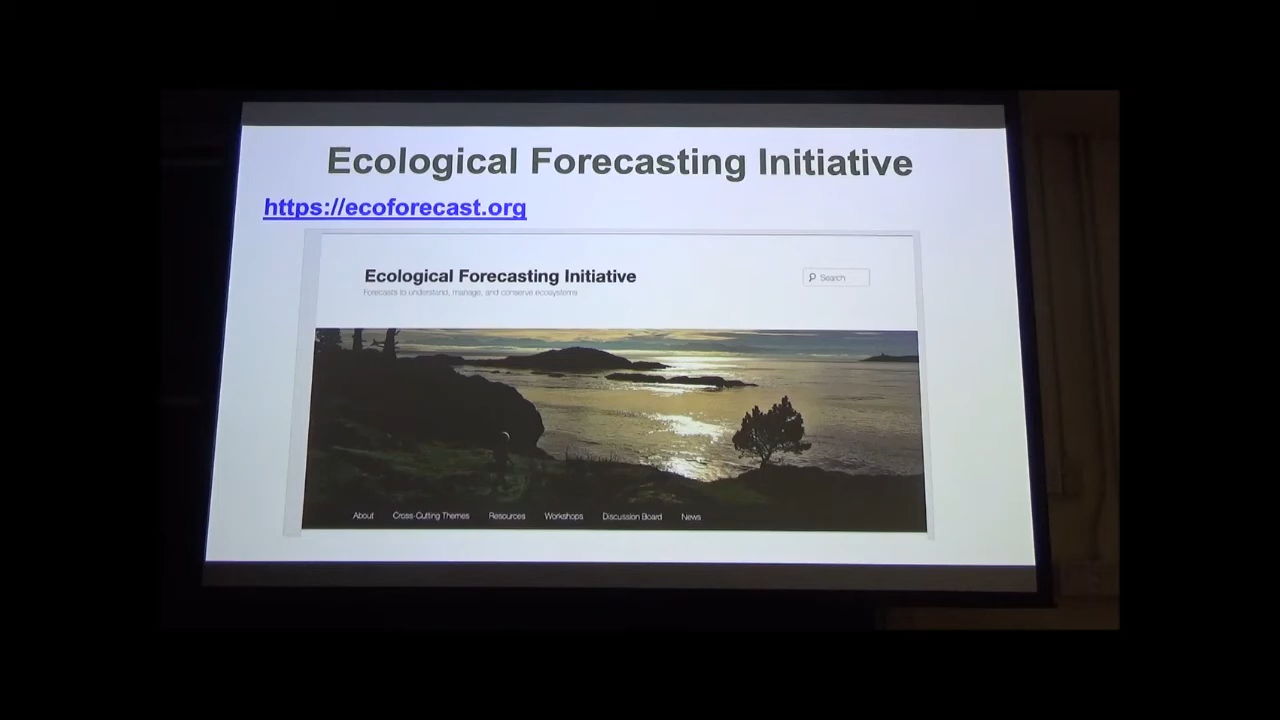 Ecological Forecasting Initiative
https://ecoforecast.org
Ecological Forecasting Initiative
Search
Forecasts to understand, manage, and conserve ecosystems
About Cross-Cutting Themes Resources Workshops Discussion Board News